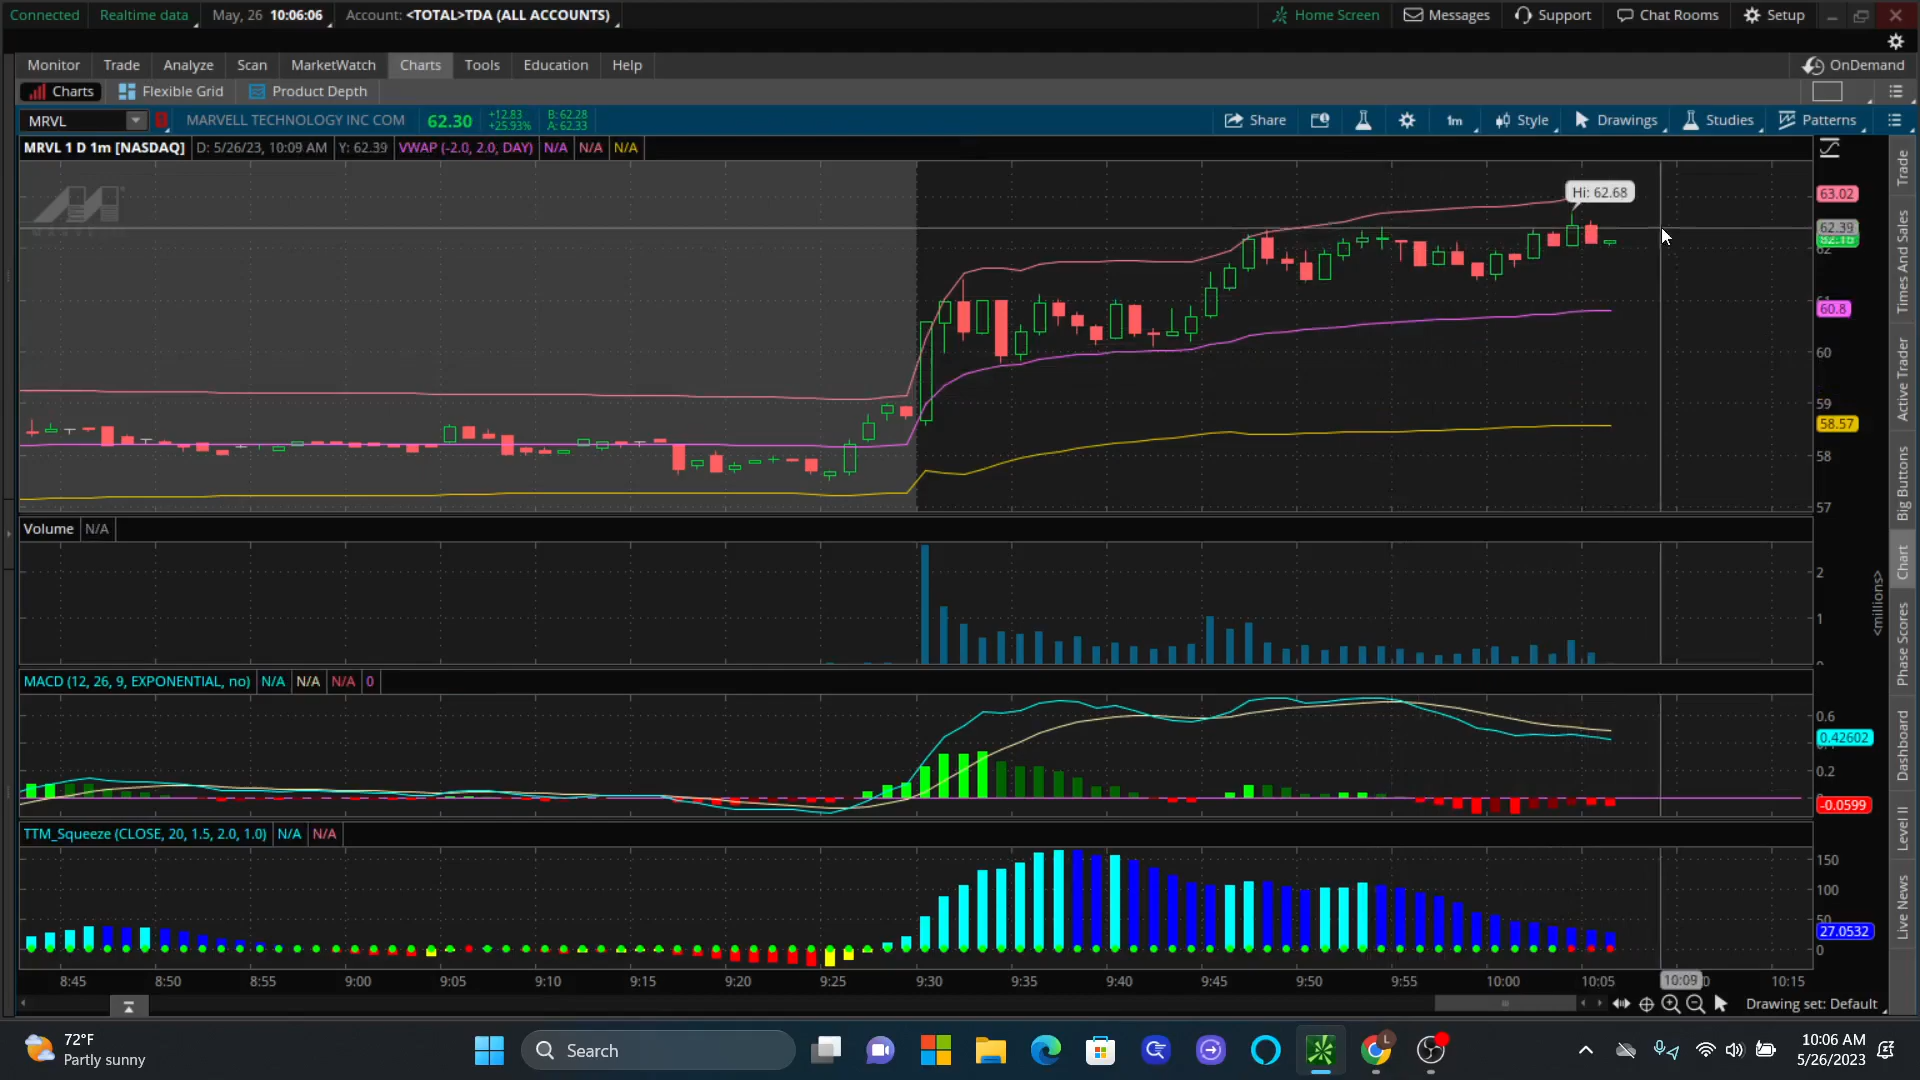 Connected Realtime data May, 26 10:06:06 Account: <TOTAL>TDA (ALL ACCOUNTS) Home Screen Messages Support Chat Rooms Setup
Monitor Trade Analyze Scan MarketWatch Charts Tools Education Help OnDemand
Charts Flexible Grid Product Depth
MRVL MARVELL TECHNOLOGY INC COM 62.30 +12.83 +25.93% B: 62.28 A: 62.33 Share 1m Style Drawings Studies Patterns
MRVL 1 D 1m [NASDAQ] D: 5/26/23, 10:09 AM Y: 62.39 VWAP (-2.0, 2.0, DAY) N/A N/A N/A
Hi: 62.68
63.02
62.39
62
61
60.8
60
59
58.57
58
57
Volume N/A
2
1
<millions>
MACD (12, 26, 9, EXPONENTIAL, no) N/A N/A N/A 0
0.6
0.42602
0.2
-0.0599
TTM_Squeeze (CLOSE, 20, 1.5, 2.0, 1.0) N/A N/A
150
100
50
27.0532
0
8:45 8:50 8:55 9:00 9:05 9:10 9:15 9:20 9:25 9:30 9:35 9:40 9:45 9:50 9:55 10:00 10:05 10:09 10:15
Drawing set: Default
Trade
Times And Sales
Active Trader
Big Buttons
Chart
Phase Scores
Dashboard
Level II
Live News
72°F
Partly sunny
Search
L
10:06 AM
5/26/2023